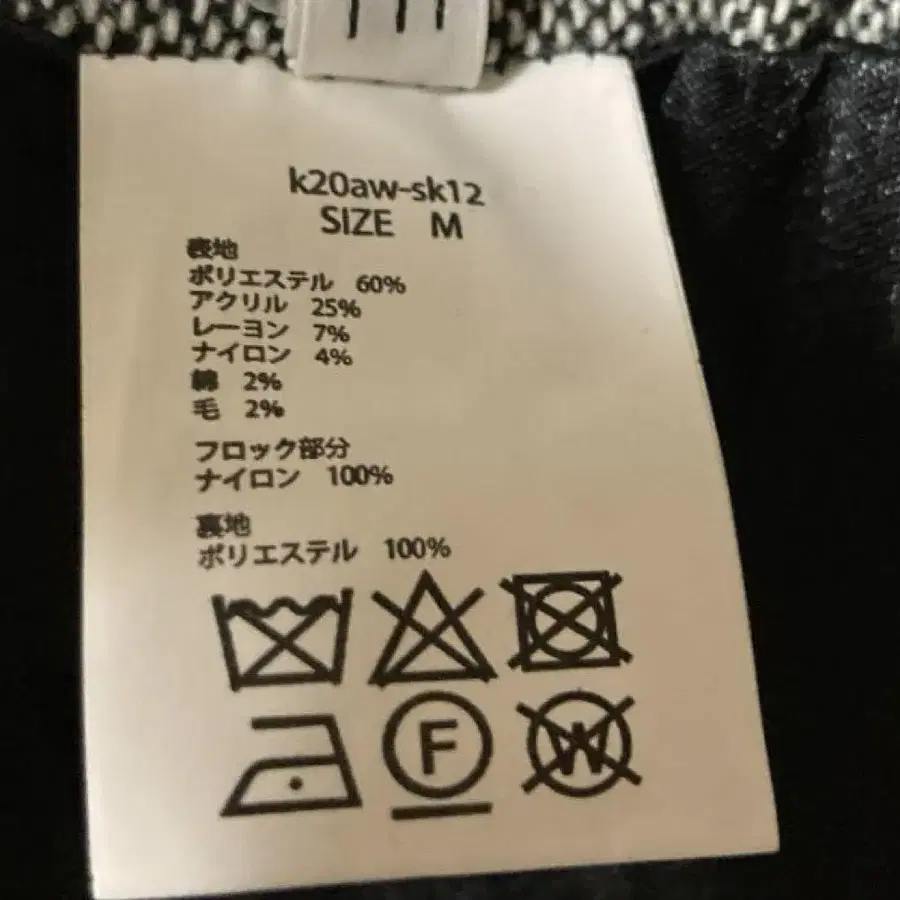 k20aw-sk12
SIZE M
表地
ポリエステル 60%
アクリル 25%
レーヨン 7%
ナイロン 4%
綿 2%
毛 2%
フロック部分
ナイロン 100%
裏地
ポリエステル 100%
F
W